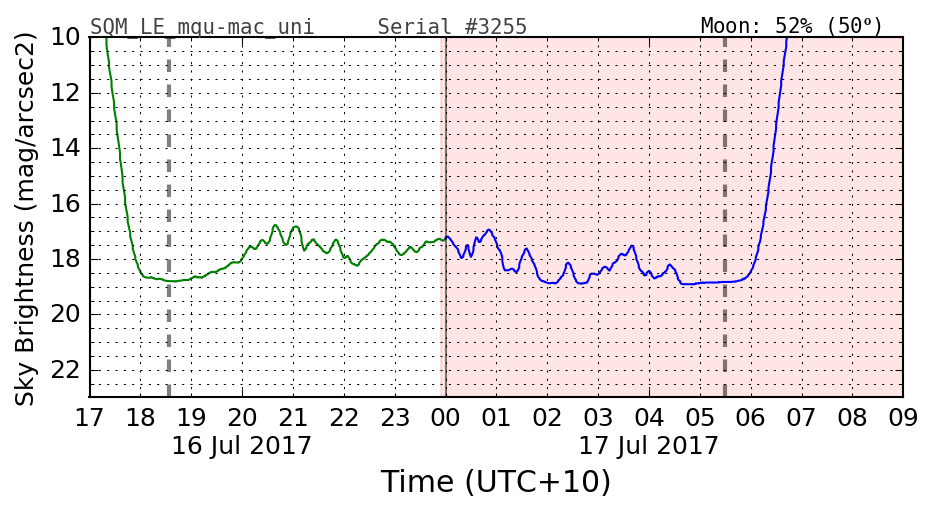 SQM_LE_mqu-mac_uni Serial #3255 Moon: 52% (50°)
Sky Brightness (mag/arcsec2)
10
12
14
16
18
20
22
17 18 19 20 21 22 23 00 01 02 03 04 05 06 07 08 09
16 Jul 2017 17 Jul 2017
Time (UTC+10)